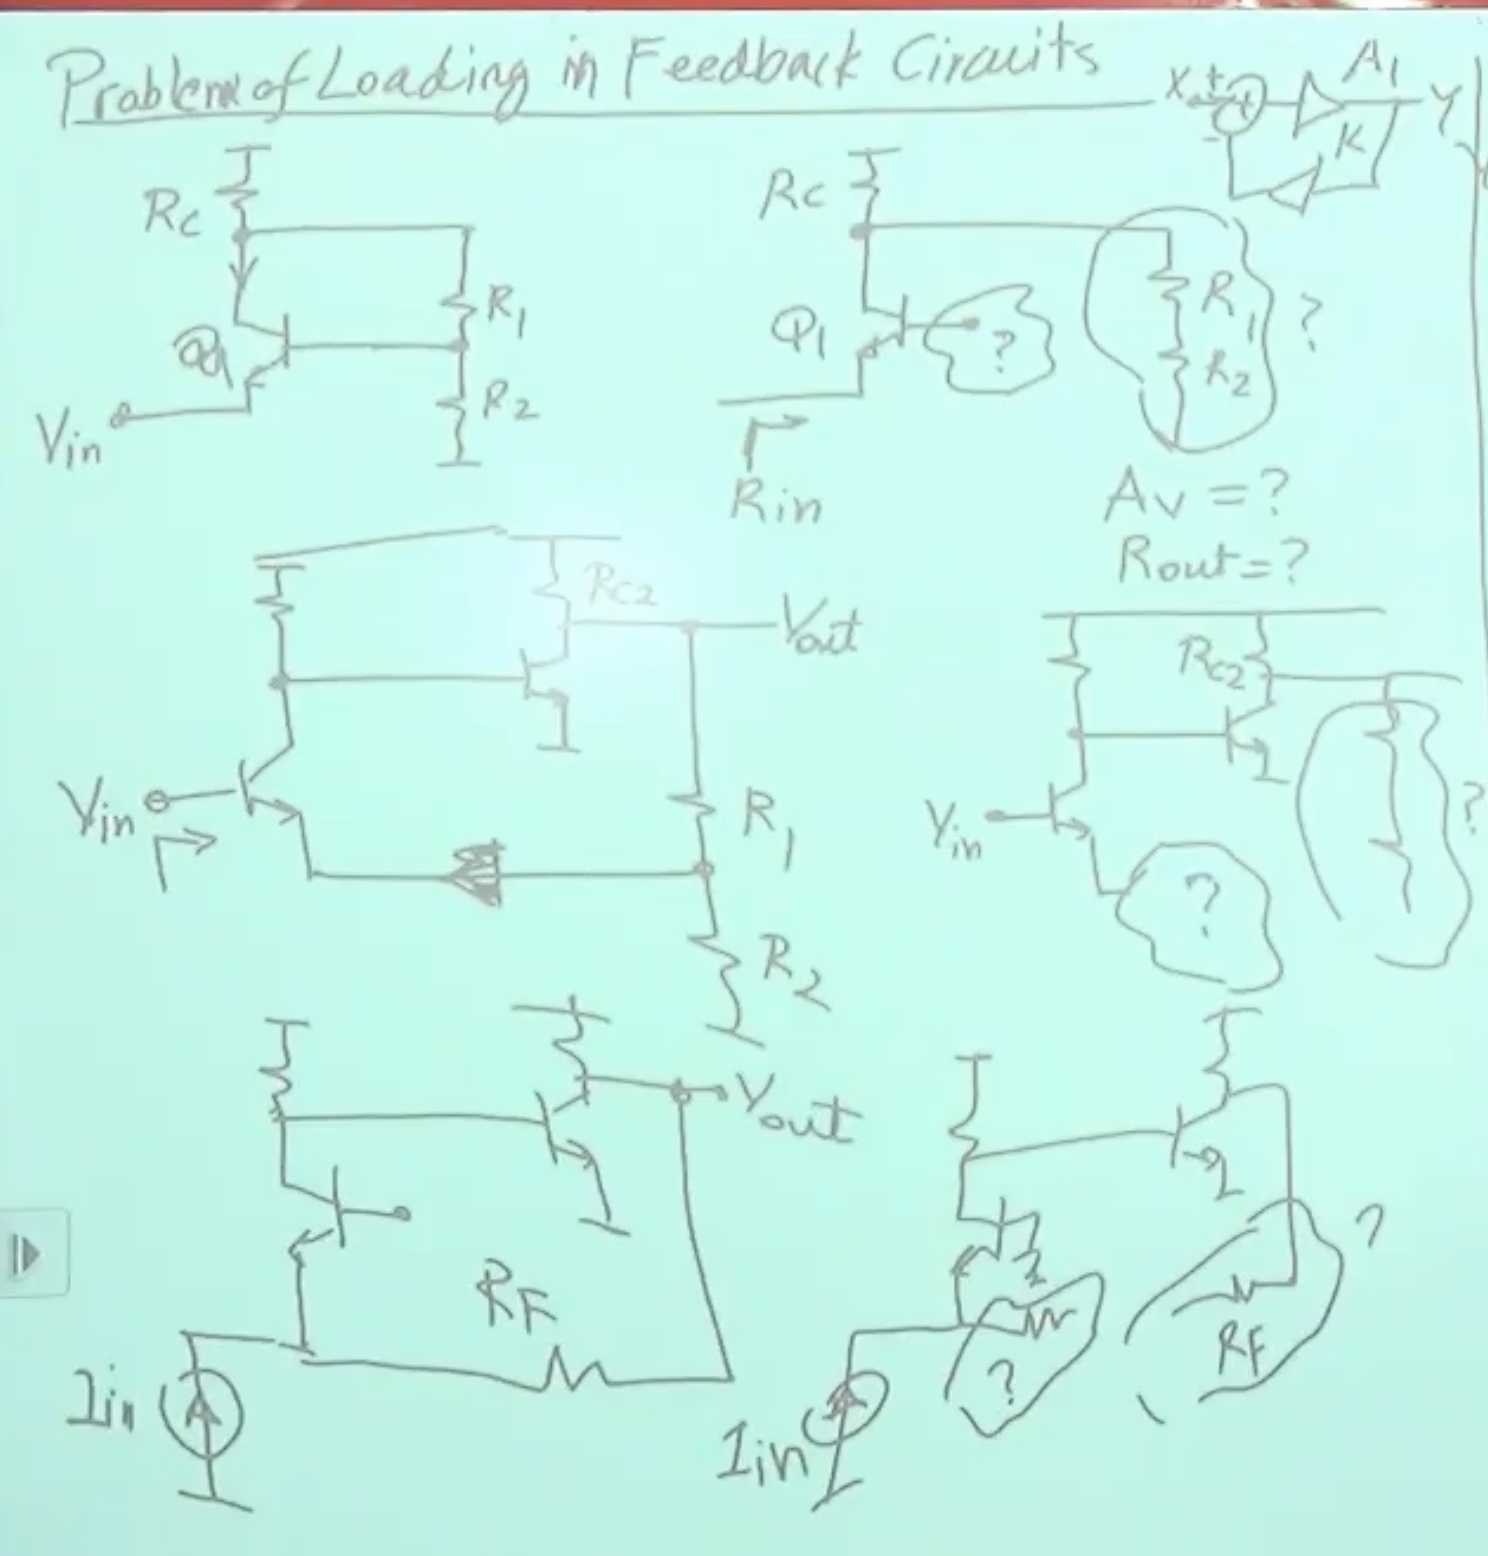 Problem of Loading in Feedback Circuits
X + + A1 Y
- K
Rc
R1
Q1
R2
Vin
Rc
Q1
?
R1
R2
?
Rin
Av = ?
Rout = ?
RC2
Vout
Vin
R1
R2
RC2
Vin
?
?
Vout
RF
Iin
?
RF
?
Iin